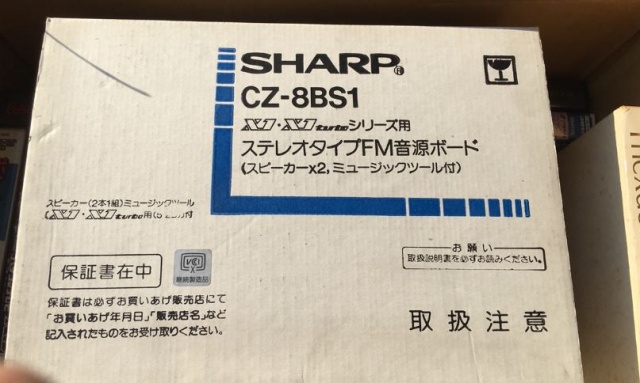 SHARP®
CZ-8BS1
X1・X1turboシリーズ用
ステレオタイプFM音源ボード
(スピーカーx2,ミュージックツール付)
スピーカー(2本1組)ミュージックツール
X1・X1turbo用
付
お願い
取扱説明書を必ずお読みください。
保証書在中
VCI
保証書は必ずお買いあげ販売店にて
「お買いあげ年月日」「販売店名」など
記入されたものをお受け取りください。
取扱注意